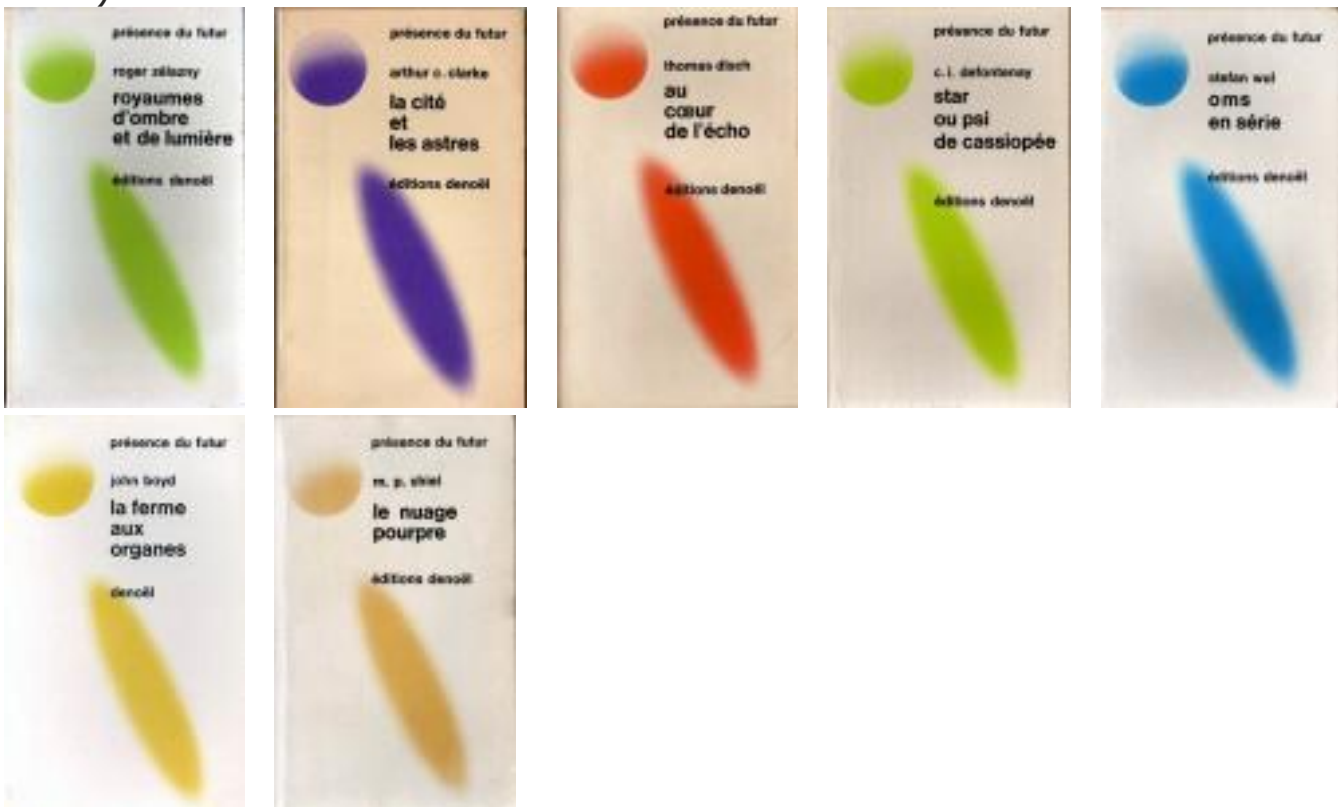 présence du futur
roger zélazny
royaumes
d'ombre
et de lumière
éditions denoël
présence du futur
arthur c. clarke
la cité
et
les astres
éditions denoël
présence du futur
thomas disch
au
cœur
de l'écho
éditions denoël
présence du futur
c. i. defontenay
star
ou psi
de cassiopée
éditions denoël
présence du futur
stefan wul
oms
en série
éditions denoël
présence du futur
john boyd
la ferme
aux
organes
denoël
présence du futur
m. p. shiel
le nuage
pourpre
éditions denoël